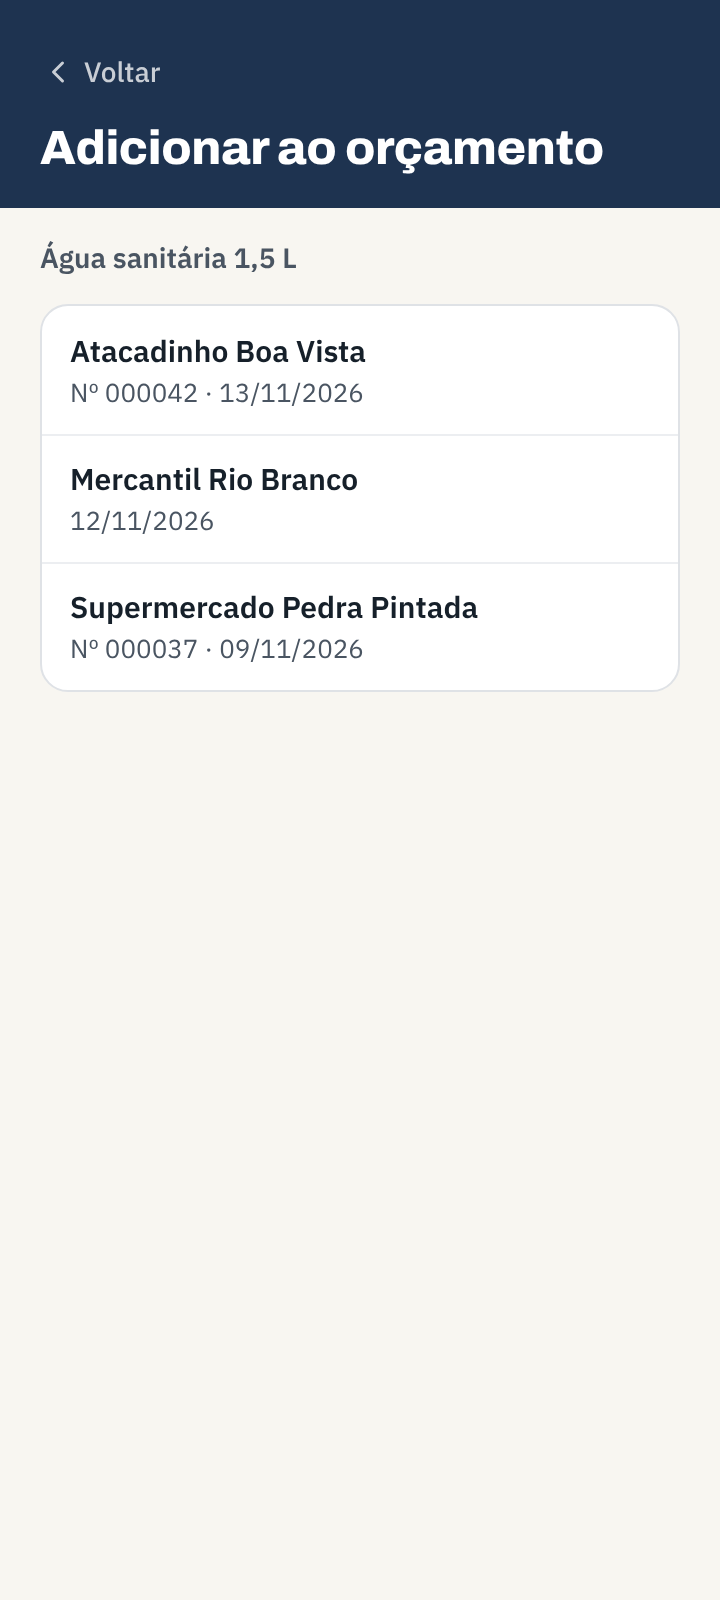 Voltar
Adicionar ao orçamento
Água sanitária 1,5 L
Atacadinho Boa Vista
Nº 000042 · 13/11/2026
Mercantil Rio Branco
12/11/2026
Supermercado Pedra Pintada
Nº 000037 · 09/11/2026